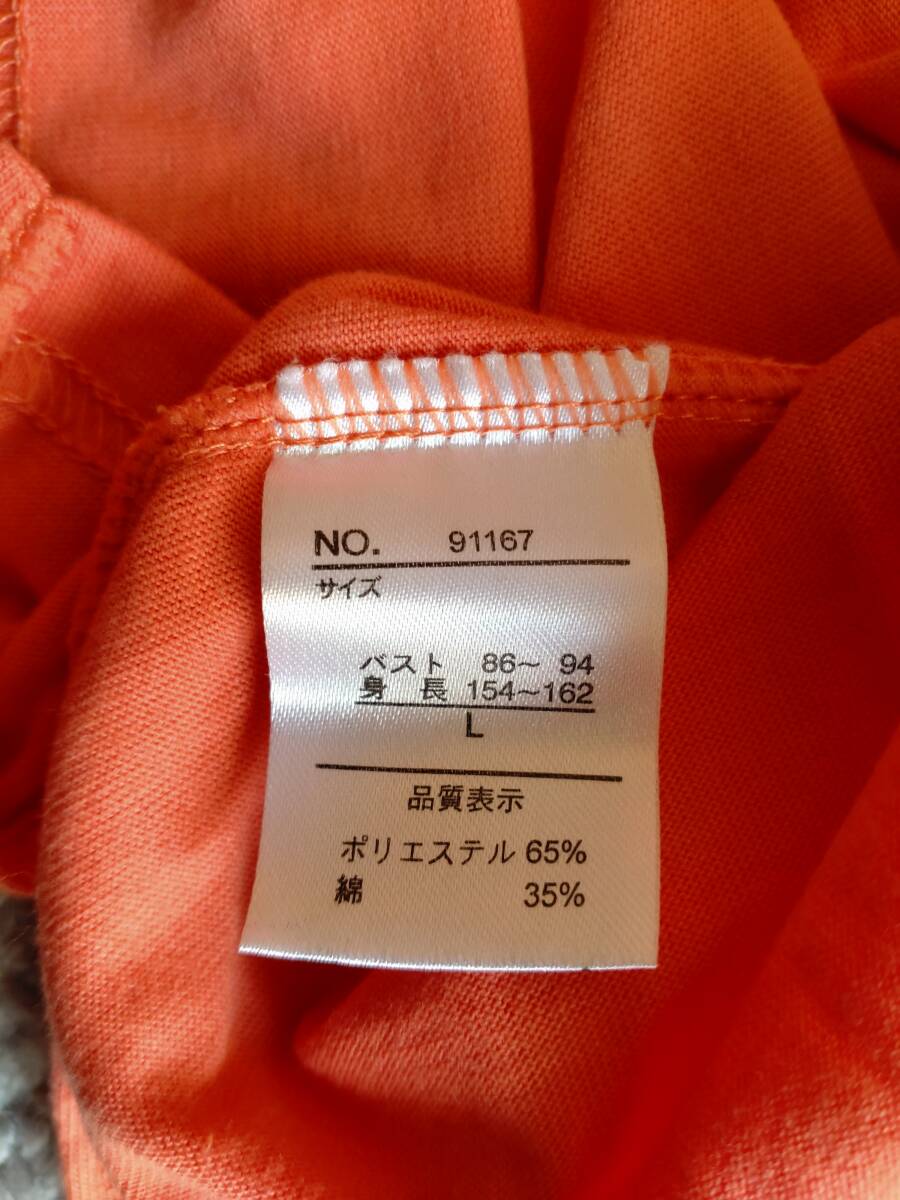 NO. 91167
サイズ
バスト 86～ 94
身 長 154～162
L
品質表示
ポリエステル 65%
綿 35%